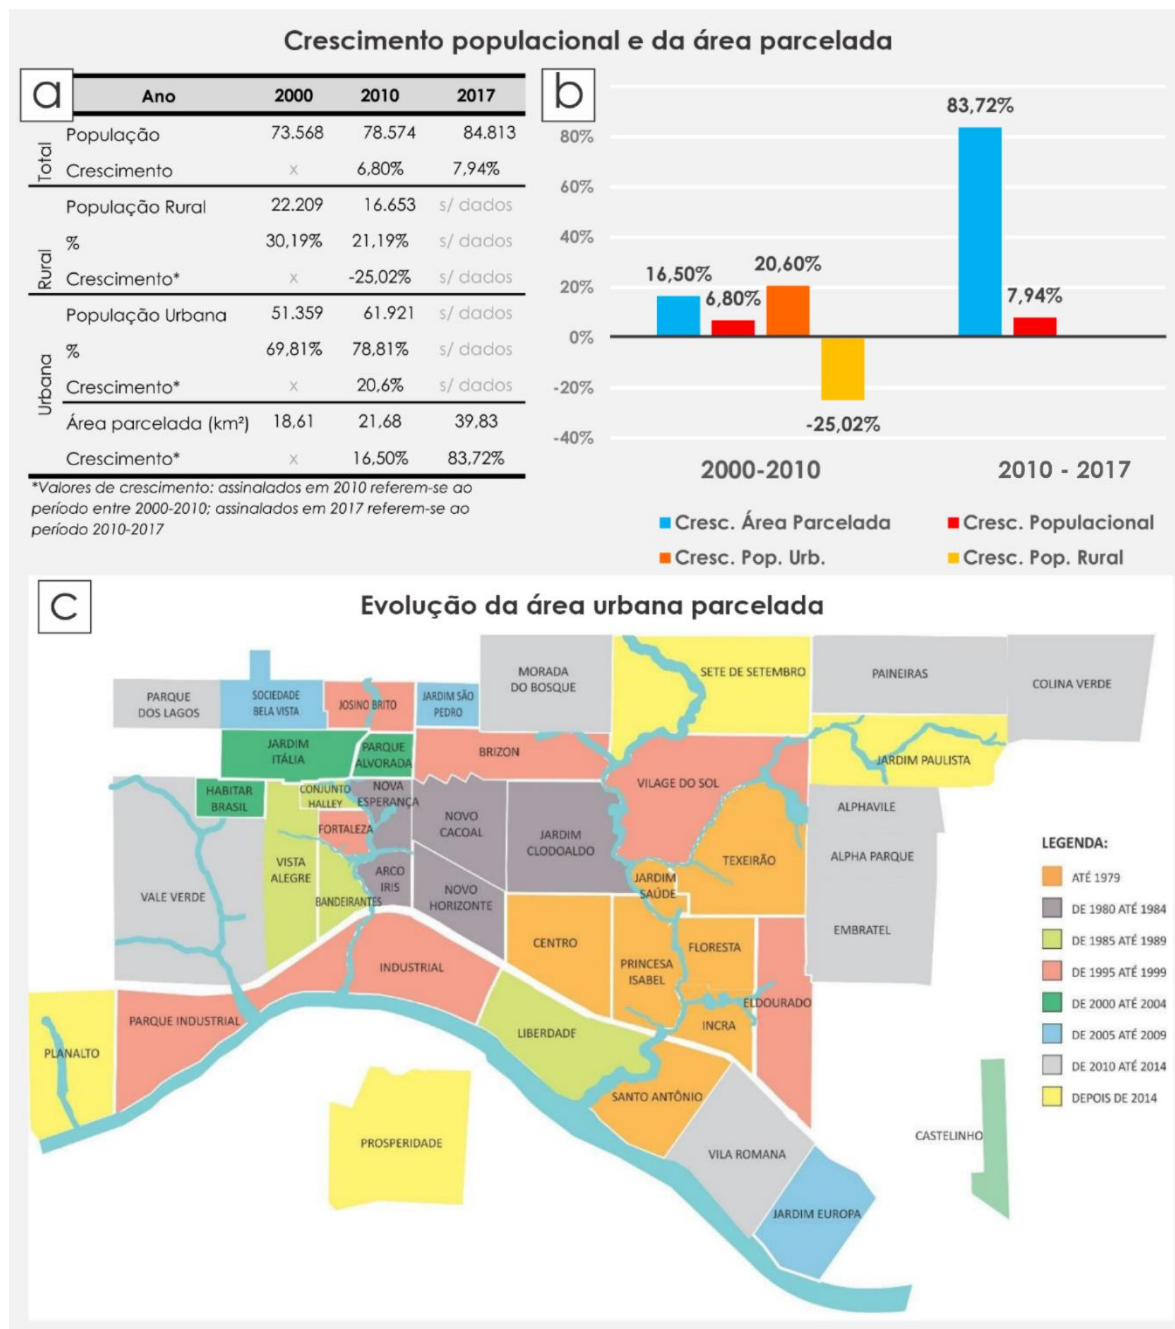 Crescimento populacional e da área parcelada
a
Ano 2000 2010 2017
Total
População 73.568 78.574 84.813
Crescimento x 6,80% 7,94%
Rural
População Rural 22.209 16.653 s/ dados
% 30,19% 21,19% s/ dados
Crescimento* x -25,02% s/ dados
Urbana
População Urbana 51.359 61.921 s/ dados
% 69,81% 78,81% s/ dados
Crescimento* x 20,6% s/ dados
Área parcelada (km²) 18,61 21,68 39,83
Crescimento* x 16,50% 83,72%
*Valores de crescimento: assinalados em 2010 referem-se ao
período entre 2000-2010; assinalados em 2017 referem-se ao
período 2010-2017
b
80%
60%
40%
20%
0%
-20%
-40%
16,50%
6,80%
20,60%
-25,02%
83,72%
7,94%
2000-2010
2010 - 2017
Cresc. Área Parcelada
Cresc. Populacional
Cresc. Pop. Urb.
Cresc. Pop. Rural
c
Evolução da área urbana parcelada
PARQUE
DOS LAGOS
SOCIEDADE
BELA VISTA
JOSINO BRITO
JARDIM SÃO
PEDRO
MORADA
DO BOSQUE
SETE DE SETEMBRO
PAINEIRAS
COLINA VERDE
JARDIM
ITÁLIA
PARQUE
ALVORADA
BRIZON
VILAGE DO SOL
JARDIM PAULISTA
HABITAR
BRASIL
CONJUNTO
HALLEY
NOVA
ESPERANÇA
FORTALEZA
NOVO
CACOAL
JARDIM
CLODOALDO
ALPHAVILE
ALPHA PARQUE
EMBRATEL
VALE VERDE
VISTA
ALEGRE
BANDEIRANTES
ARCO
IRIS
NOVO
HORIZONTE
JARDIM
SAÚDE
TEXEIRÃO
CENTRO
PRINCESA
ISABEL
FLORESTA
INCRA
ELDOURADO
INDUSTRIAL
PARQUE INDUSTRIAL
PLANALTO
LIBERDADE
SANTO ANTÔNIO
PROSPERIDADE
VILA ROMANA
JARDIM EUROPA
CASTELINHO
LEGENDA:
ATÉ 1979
DE 1980 ATÉ 1984
DE 1985 ATÉ 1989
DE 1995 ATÉ 1999
DE 2000 ATÉ 2004
DE 2005 ATÉ 2009
DE 2010 ATÉ 2014
DEPOIS DE 2014